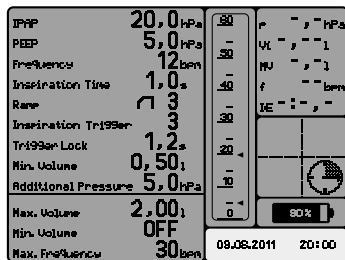 IPAP 20,0 hPa
PEEP 5,0 hPa
Frequency 12 bpm
Inspiration Time 1,0 s
Ramp 3
Inspiration Trigger 3
Trigger Lock 1,2 s
Min. Volume 0,50 l
Additional Pressure 5,0 hPa
Max. Volume 2,00 l
Min. Volume OFF
Max. Frequency 30 bpm
60
50
40
30
20
10
0
P -,- hPa
Vt -,- l
MV -,- l
f -- bpm
I:E -:-,-
80%
09.08.2011 20:00